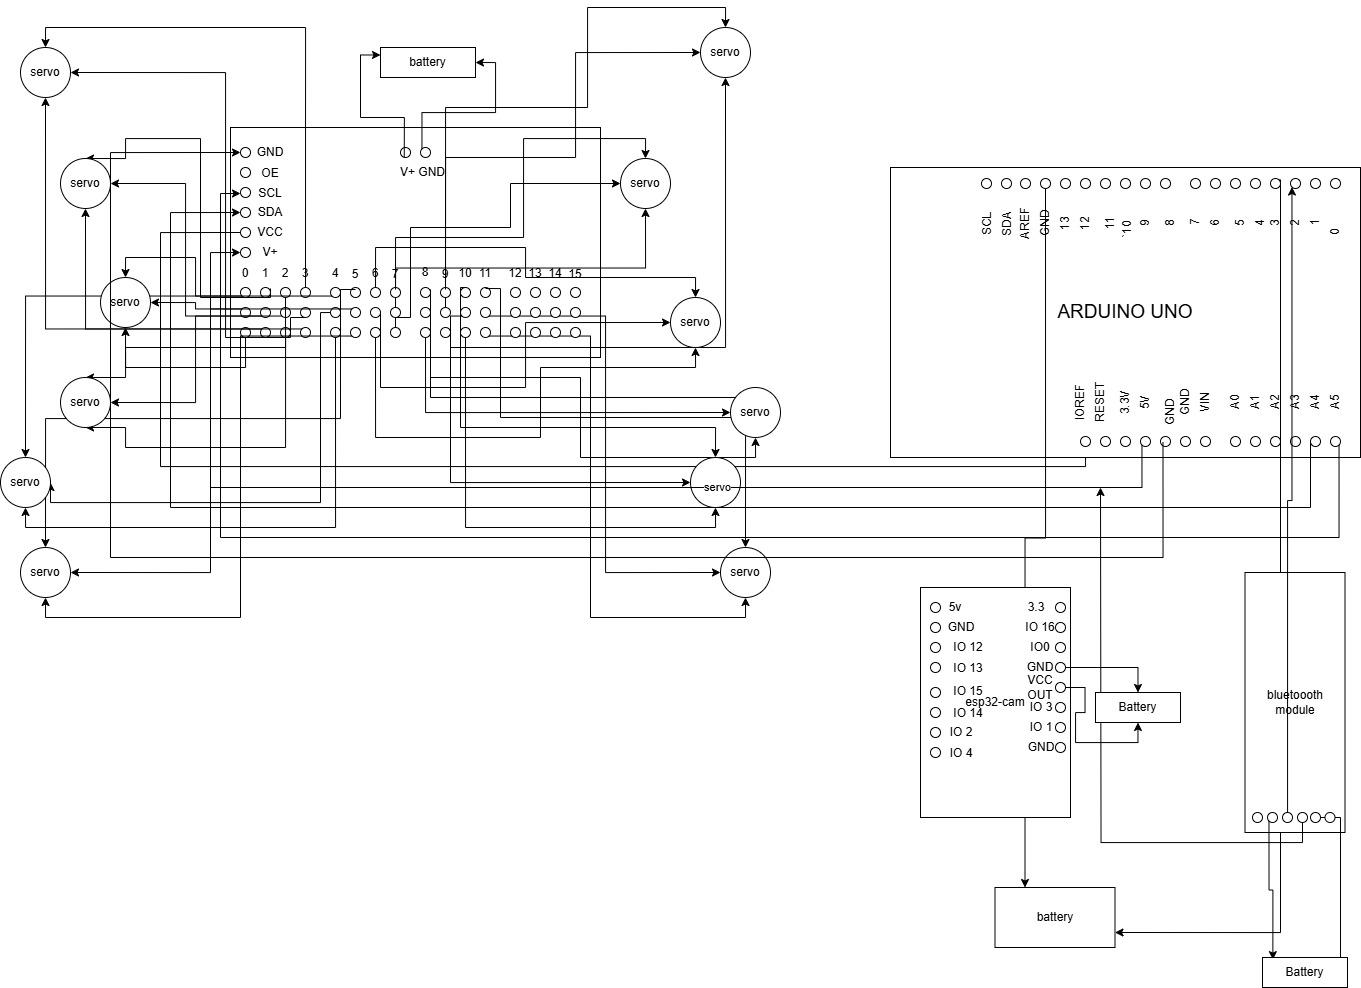 servo
servo
battery
servo
servo
servo
servo
servo
servo
servo
servo
servo
servo
servo
V+ GND
GND
OE
SCL
SDA
VCC
V+
0 1 2 3 4 5 6 7 8 9 10 11 12 13 14 15
SCL SDA AREF GND 13 12 11 `10 9 8 7 6 5 4 3 2 1 0
ARDUINO UNO
IOREF RESET 3.3V 5V GND GND VIN A0 A1 A2 A3 A4 A5
5v 3.3
GND IO 16
IO 12 IO0
IO 13 GND
VCC
OUT
IO 15
esp32-cam
IO 3
IO 14
IO 2 IO 1
IO 4 GND
Battery
bluetoooth
module
battery
Battery